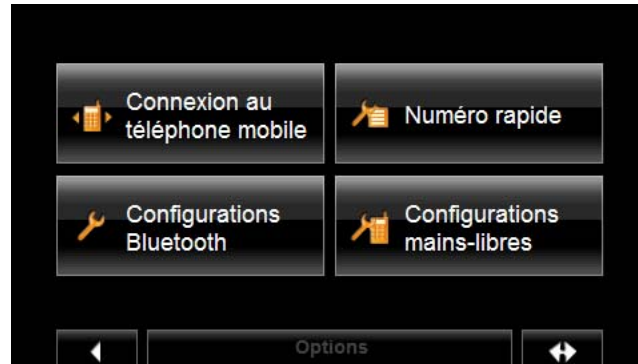 Connexion au
téléphone mobile
Numéro rapide
Configurations
Bluetooth
Configurations
mains-libres
Options